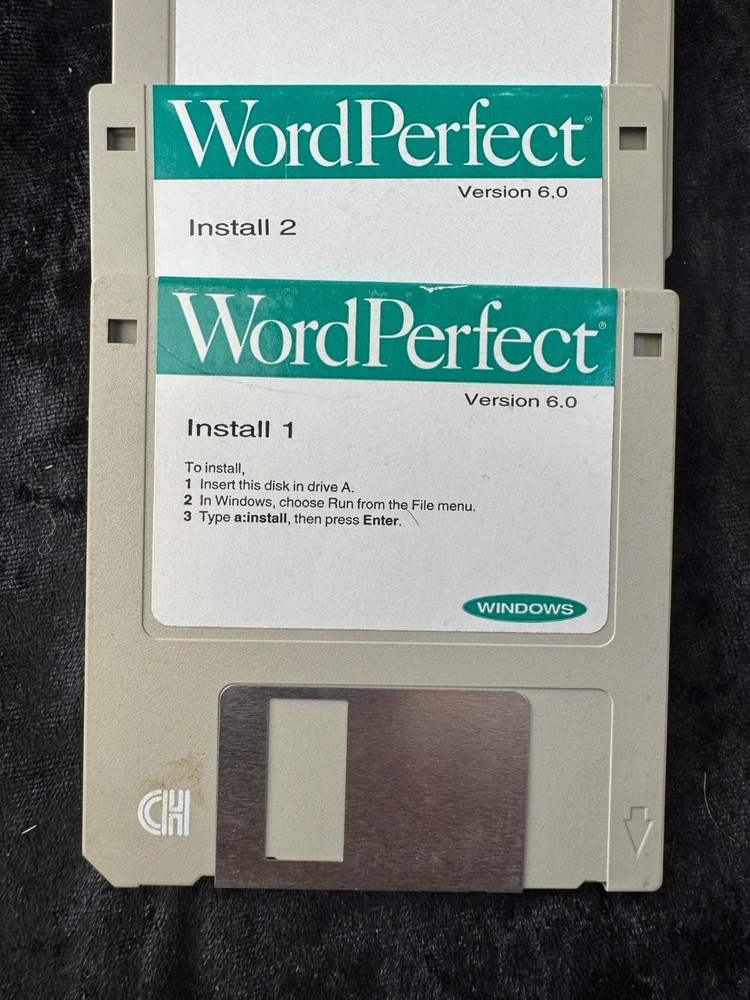 WordPerfect®
Version 6.0
Install 2
WordPerfect®
Version 6.0
Install 1
To install,
1 Insert this disk in drive A.
2 In Windows, choose Run from the File menu.
3 Type a:install, then press Enter.
WINDOWS
CH